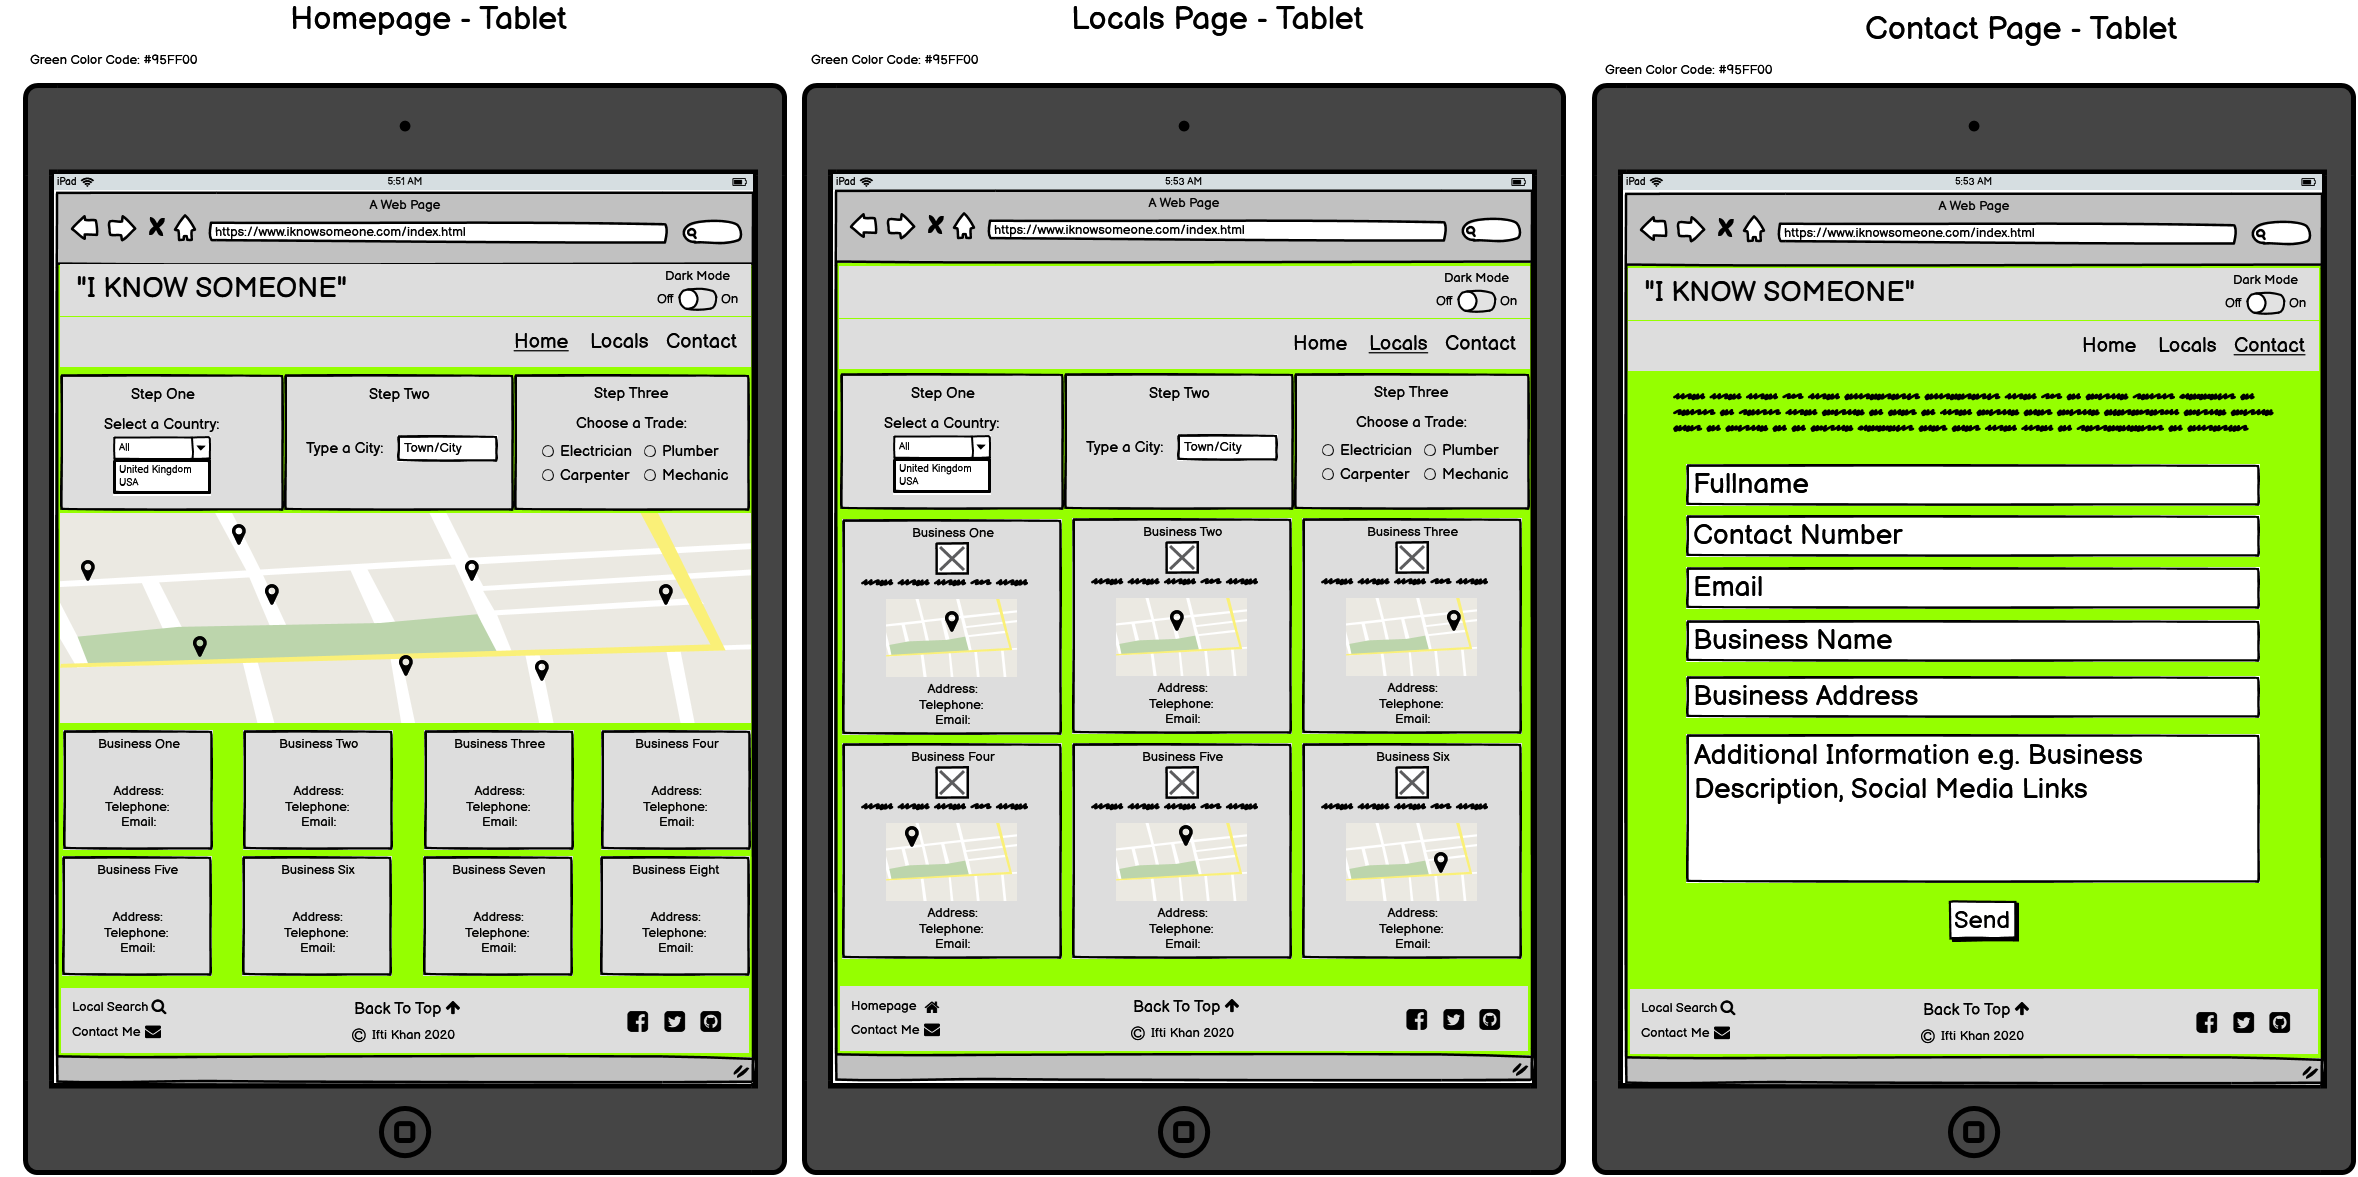 Homepage - Tablet
Green Color Code: #95FF00
iPad
5:51 AM
A Web Page
https://www.iknowsomeone.com/index.html
"I KNOW SOMEONE"
Dark Mode
Off On
Home Locals Contact
Step One
Select a Country:
All
United Kingdom
USA
Step Two
Type a City: Town/City
Step Three
Choose a Trade:
Electrician Plumber
Carpenter Mechanic
Business One
Address:
Telephone:
Email:
Business Two
Address:
Telephone:
Email:
Business Three
Address:
Telephone:
Email:
Business Four
Address:
Telephone:
Email:
Business Five
Address:
Telephone:
Email:
Business Six
Address:
Telephone:
Email:
Business Seven
Address:
Telephone:
Email:
Business Eight
Address:
Telephone:
Email:
Local Search
Contact Me
Back To Top
© Ifti Khan 2020
Locals Page - Tablet
Green Color Code: #95FF00
iPad
5:53 AM
A Web Page
https://www.iknowsomeone.com/index.html
Dark Mode
Off On
Home Locals Contact
Step One
Select a Country:
All
United Kingdom
USA
Step Two
Type a City: Town/City
Step Three
Choose a Trade:
Electrician Plumber
Carpenter Mechanic
Business One
Address:
Telephone:
Email:
Business Two
Address:
Telephone:
Email:
Business Three
Address:
Telephone:
Email:
Business Four
Address:
Telephone:
Email:
Business Five
Address:
Telephone:
Email:
Business Six
Address:
Telephone:
Email:
Homepage
Contact Me
Back To Top
© Ifti Khan 2020
Contact Page - Tablet
Green Color Code: #95FF00
iPad
5:53 AM
A Web Page
https://www.iknowsomeone.com/index.html
"I KNOW SOMEONE"
Dark Mode
Off On
Home Locals Contact
Fullname
Contact Number
Email
Business Name
Business Address
Additional Information e.g. Business
Description, Social Media Links
Send
Local Search
Contact Me
Back To Top
© Ifti Khan 2020